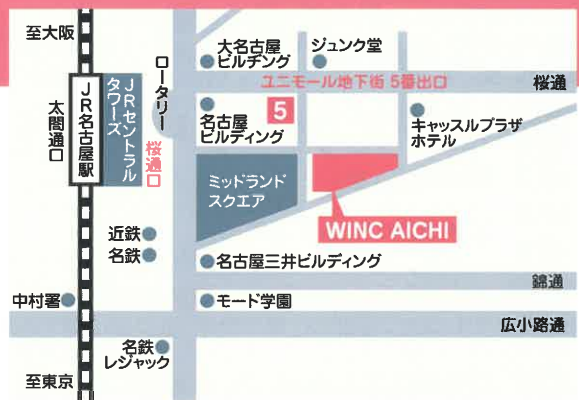 至大阪
大名古屋
ビルヂング
ジュンク堂
ユニモール地下街 5番出口
桜通
ロータリー
JRセントラル
タワーズ
JR名古屋駅
太閤通口
桜通口
名古屋
ビルディング
5
キャッスルプラザ
ホテル
ミッドランド
スクエア
WINC AICHI
近鉄
名鉄
名古屋三井ビルディング
錦通
中村署
モード学園
広小路通
名鉄
レジャック
至東京